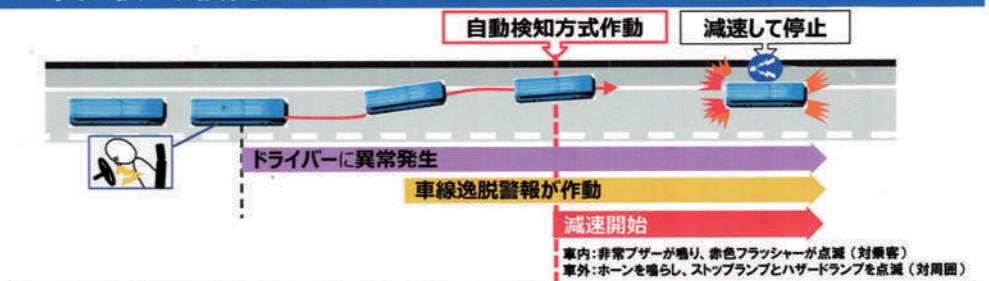 自動検知方式作動
減速して停止
ドライバーに異常発生
車線逸脱警報が作動
減速開始
車内：非常ブザーが鳴り、赤色フラッシャーが点滅（対乗客）
車外：ホーンを鳴らし、ストップランプとハザードランプを点滅（対周囲）